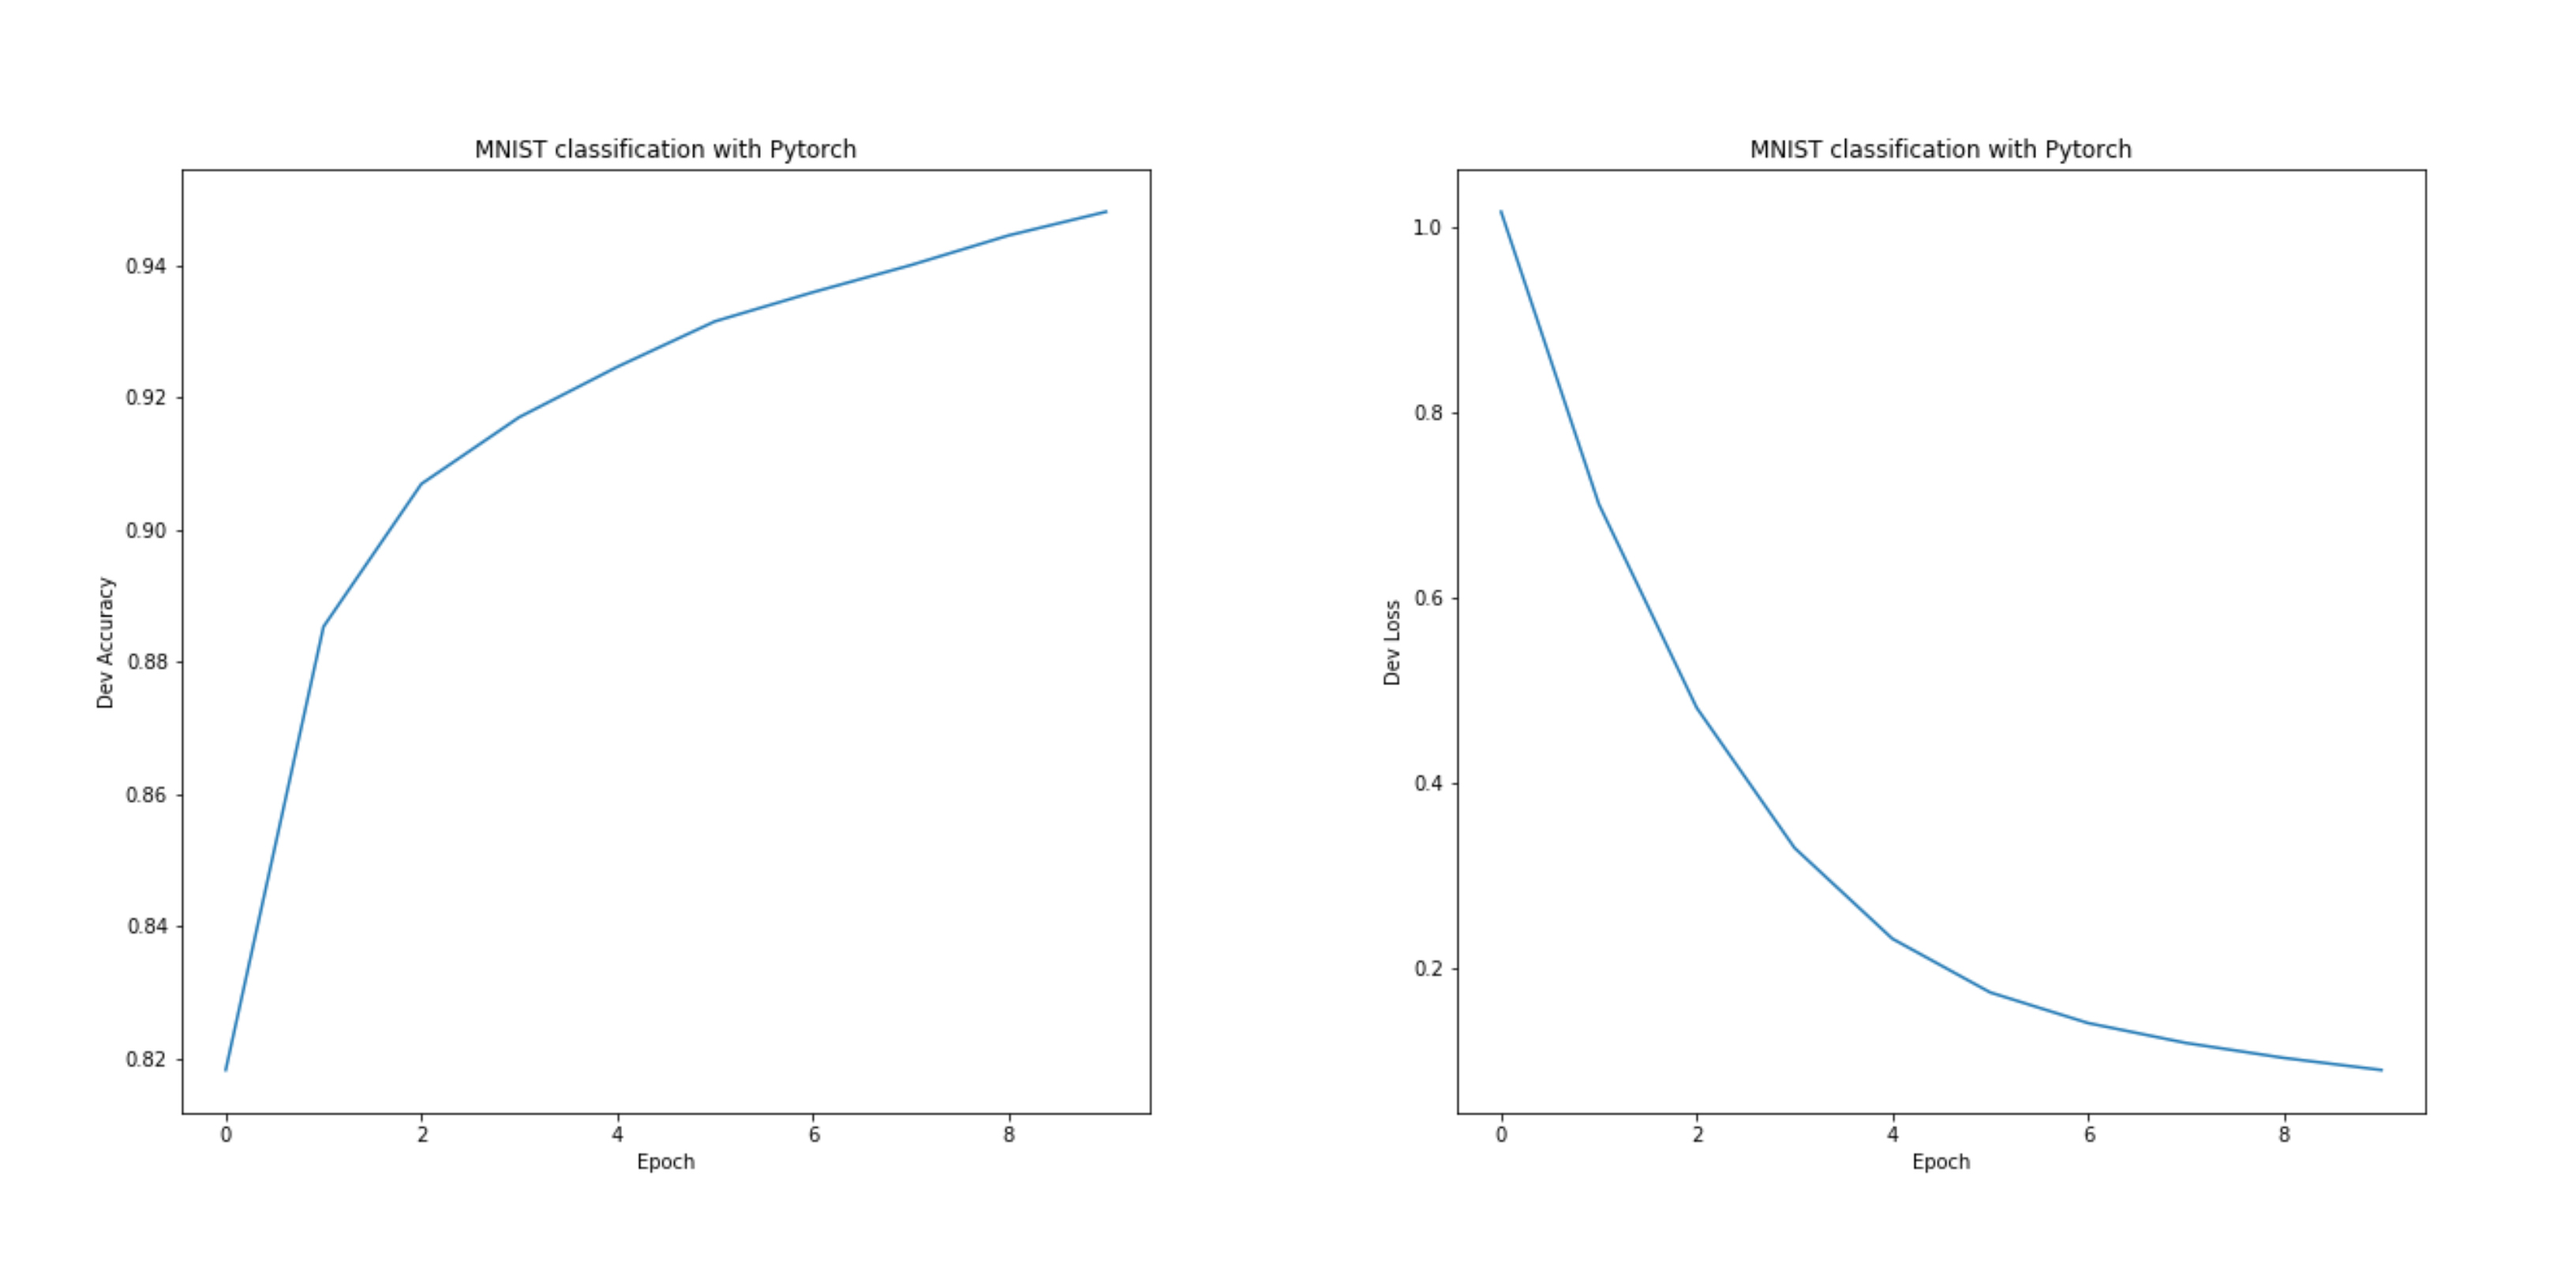 MNIST classification with Pytorch
0.94
0.92
0.90
0.88
0.86
0.84
0.82
Dev Accuracy
0 2 4 6 8
Epoch
MNIST classification with Pytorch
1.0
0.8
0.6
0.4
0.2
Dev Loss
0 2 4 6 8
Epoch